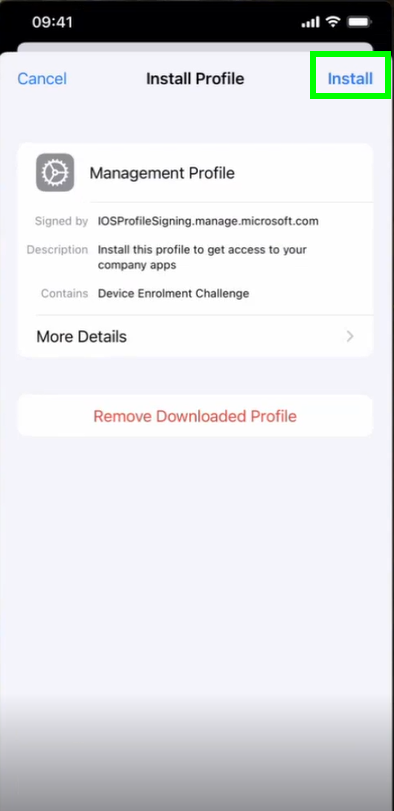 09:41
Cancel Install Profile Install
Management Profile
Signed by IOSProfileSigning.manage.microsoft.com
Description Install this profile to get access to your
company apps
Contains Device Enrolment Challenge
More Details
Remove Downloaded Profile